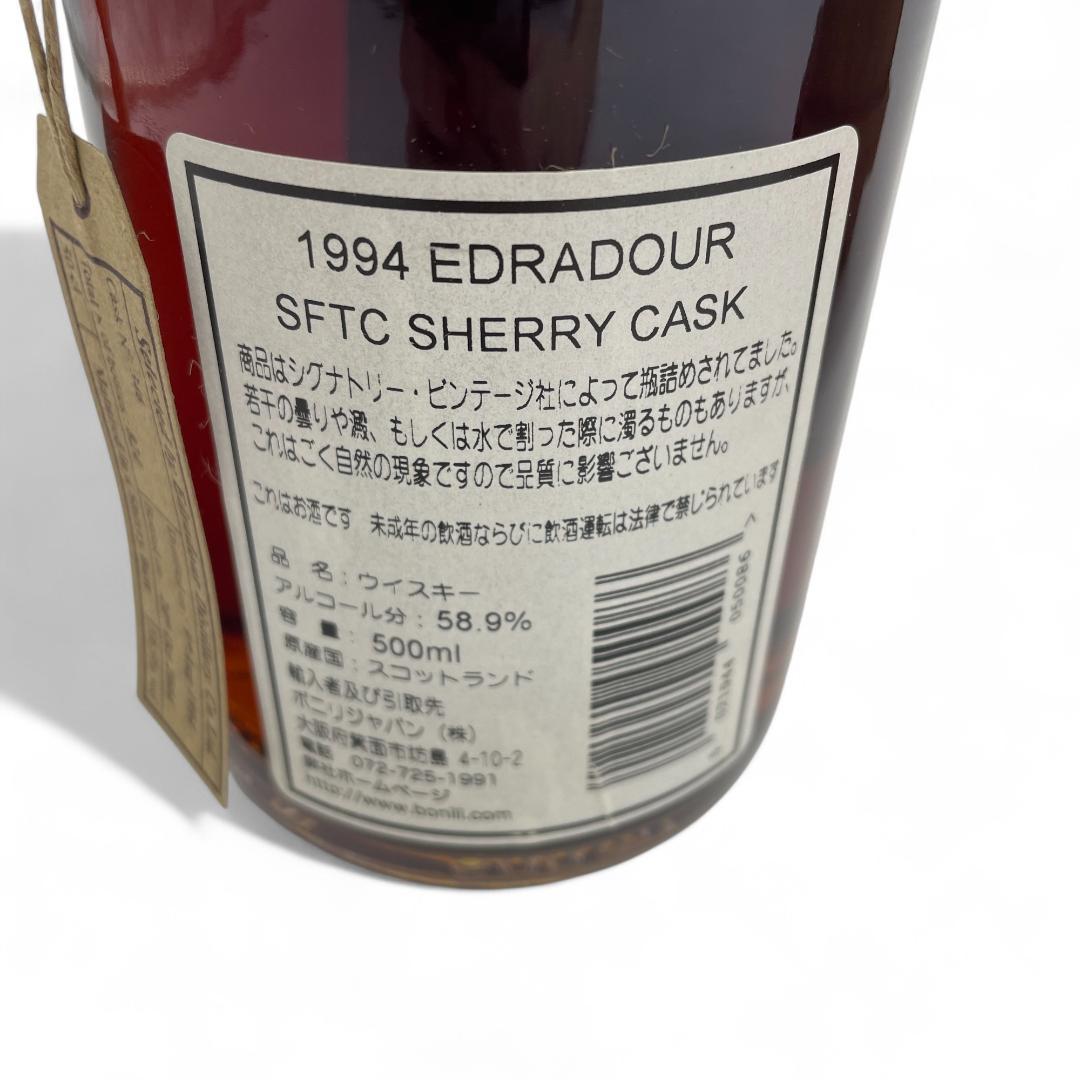 1994 EDRADOUR
SFTC SHERRY CASK
商品はシグナトリー・ビンテージ社によって瓶詰めされてました。
若干の曇りや澱、もしくは水で割った際に濁るものもありますが、
これはごく自然の現象ですので品質に影響ございません。
これはお酒です 未成年の飲酒ならびに飲酒運転は法律で禁じられています
品 名：ウイスキー
アルコール分：58.9%
容 量：500ml
原産国：スコットランド
輸入者及び引取先
ボニリジャパン（株）
大阪府箕面市坊島 4-10-2
電話 072-725-1991
弊社ホームページ
http://www.bonili.com
050086 >
Cask N
Total